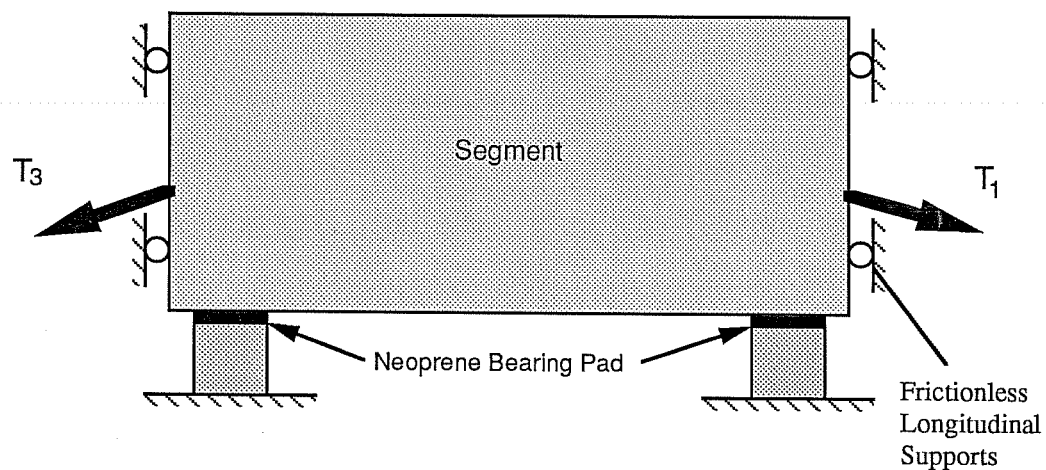 Segment
T3
T1
Neoprene Bearing Pad
Frictionless
Longitudinal
Supports